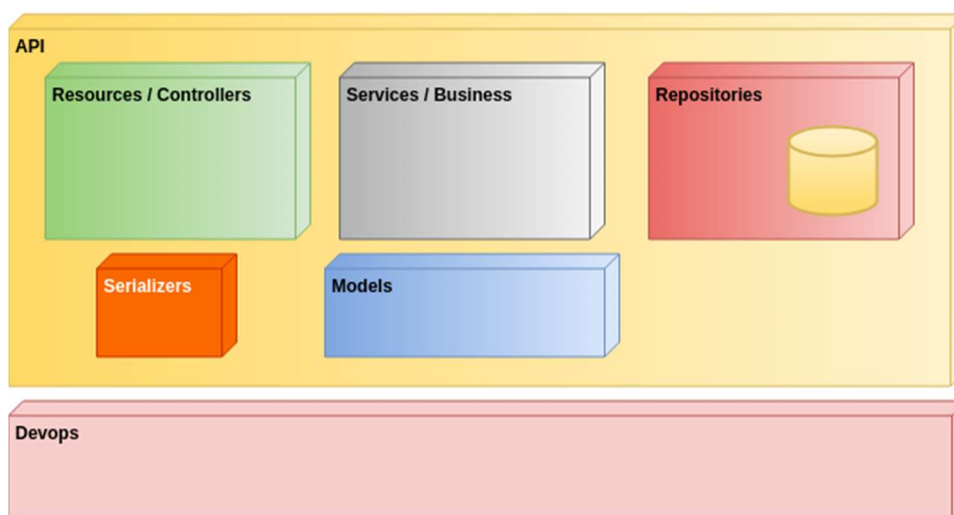 API
Resources / Controllers
Services / Business
Repositories
Serializers
Models
Devops